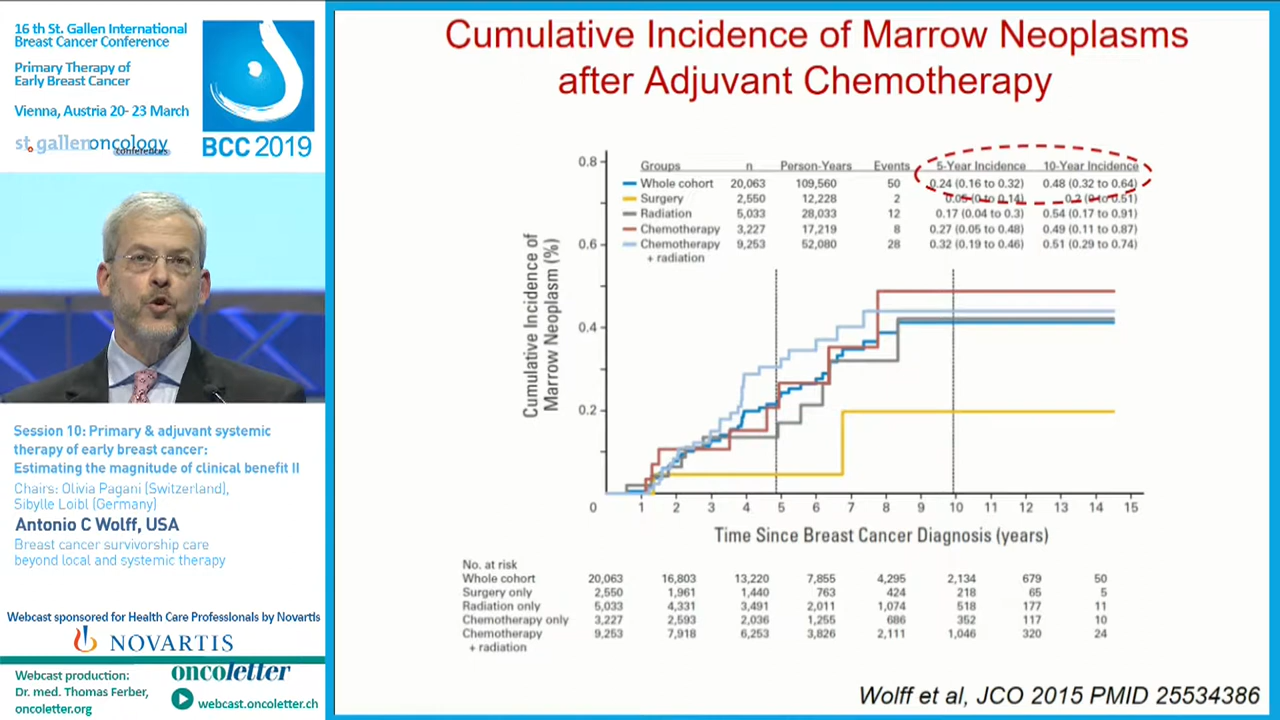 16 th St. Gallen International
Breast Cancer Conference
Primary Therapy of
Early Breast Cancer
Vienna, Austria 20- 23 March
st.gallenoncology
conferences
BCC 2019
Session 10: Primary & adjuvant systemic
therapy of early breast cancer:
Estimating the magnitude of clinical benefit II
Chairs: Olivia Pagani (Switzerland),
Sibylle Loibl (Germany)
Antonio C Wolff, USA
Breast cancer survivorship care
beyond local and systemic therapy
Webcast sponsored for Health Care Professionals by Novartis
NOVARTIS
Webcast production:
Dr. med. Thomas Ferber,
oncoletter.org
oncoletter
webcast.oncoletter.ch
Cumulative Incidence of Marrow Neoplasms
after Adjuvant Chemotherapy
Groups n Person-Years Events 5-Year Incidence 10-Year Incidence
Whole cohort 20,063 109,560 50 0.24 (0.16 to 0.32) 0.48 (0.32 to 0.64)
Surgery 2,550 12,228 2 0.05 (0 to 0.14) 0.2 (0 to 0.51)
Radiation 5,033 28,033 12 0.17 (0.04 to 0.3) 0.54 (0.17 to 0.91)
Chemotherapy 3,227 17,219 8 0.27 (0.05 to 0.48) 0.49 (0.11 to 0.87)
Chemotherapy 9,253 52,080 28 0.32 (0.19 to 0.46) 0.51 (0.29 to 0.74)
+ radiation
Cumulative Incidence of
Marrow Neoplasm (%)
0.8
0.6
0.4
0.2
0
0 1 2 3 4 5 6 7 8 9 10 11 12 13 14 15
Time Since Breast Cancer Diagnosis (years)
No. at risk
Whole cohort 20,063 16,803 13,220 7,855 4,295 2,134 679 50
Surgery only 2,550 1,961 1,440 763 424 218 65 5
Radiation only 5,033 4,331 3,491 2,011 1,074 518 177 11
Chemotherapy only 3,227 2,593 2,036 1,255 686 352 117 10
Chemotherapy 9,253 7,918 6,253 3,826 2,111 1,046 320 24
+ radiation
Wolff et al, JCO 2015 PMID 25534386